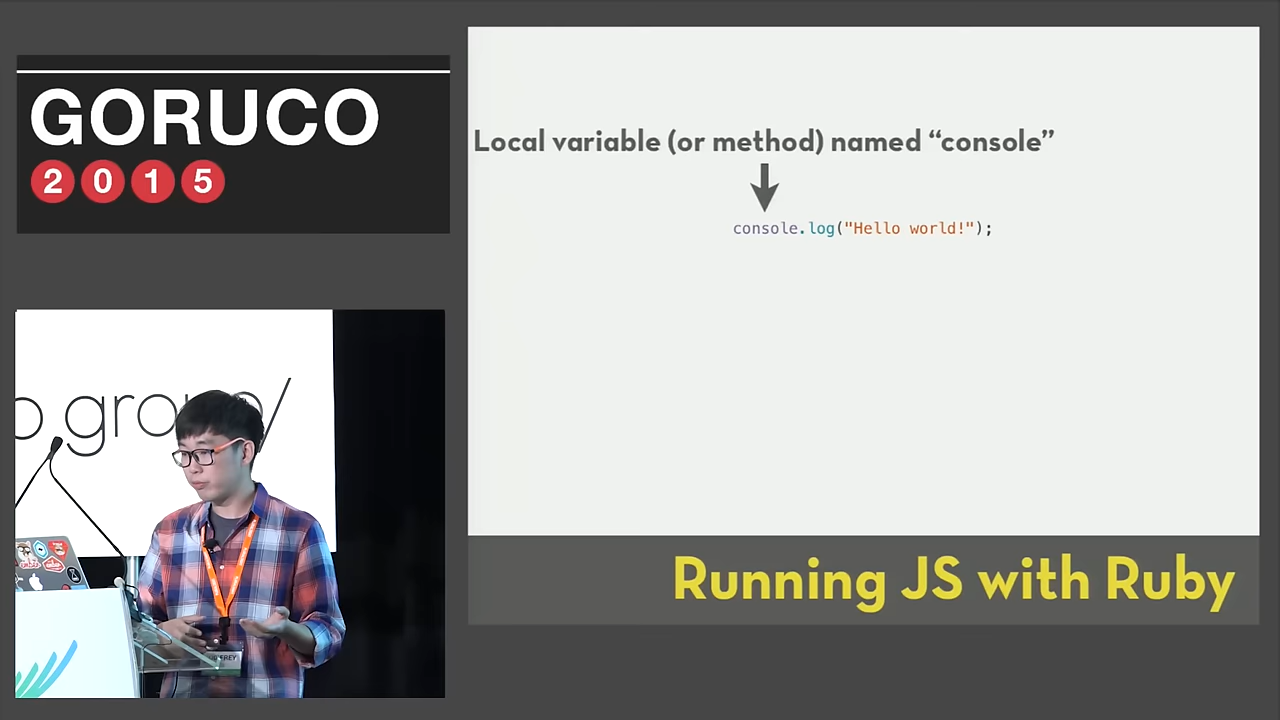 GORUCO
2015
Local variable (or method) named “console”
console.log("Hello world!");
Running JS with Ruby